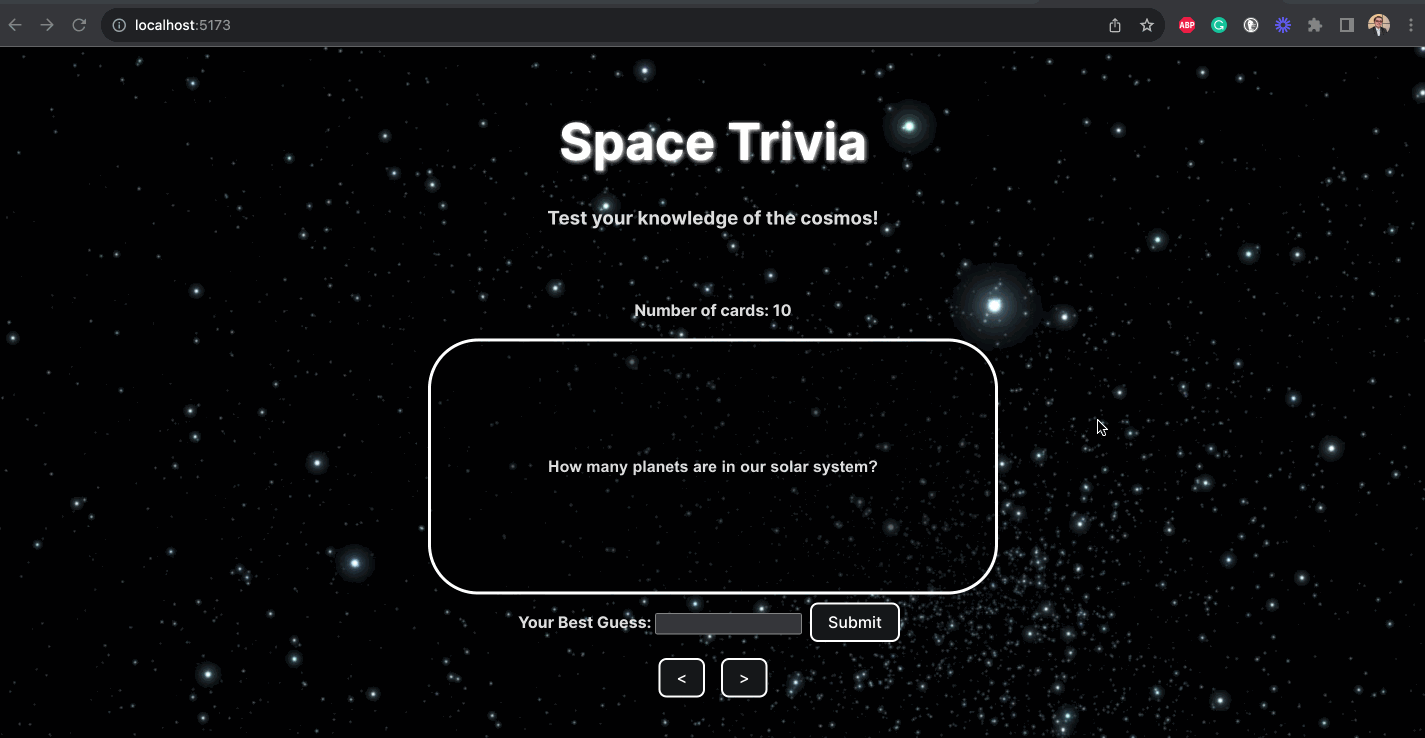 localhost:5173
ABP
Space Trivia
Test your knowledge of the cosmos!
Number of cards: 10
How many planets are in our solar system?
Your Best Guess: Submit
< >